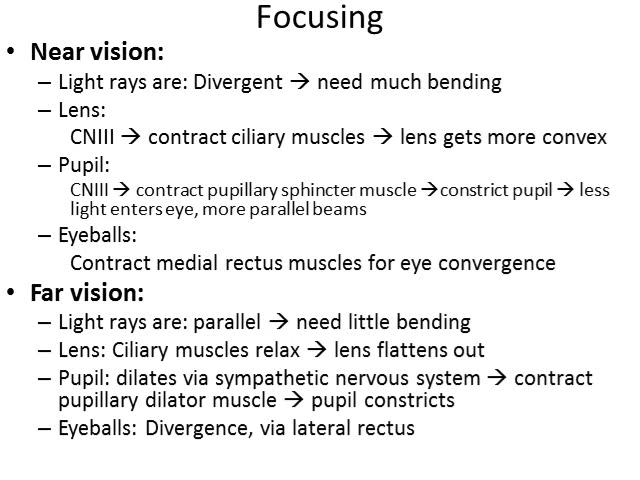 Focusing
• Near vision:
– Light rays are: Divergent → need much bending
– Lens:
CNIII → contract ciliary muscles → lens gets more convex
– Pupil:
CNIII → contract pupillary sphincter muscle → constrict pupil → less
light enters eye, more parallel beams
– Eyeballs:
Contract medial rectus muscles for eye convergence
• Far vision:
– Light rays are: parallel → need little bending
– Lens: Ciliary muscles relax → lens flattens out
– Pupil: dilates via sympathetic nervous system → contract
pupillary dilator muscle → pupil constricts
– Eyeballs: Divergence, via lateral rectus